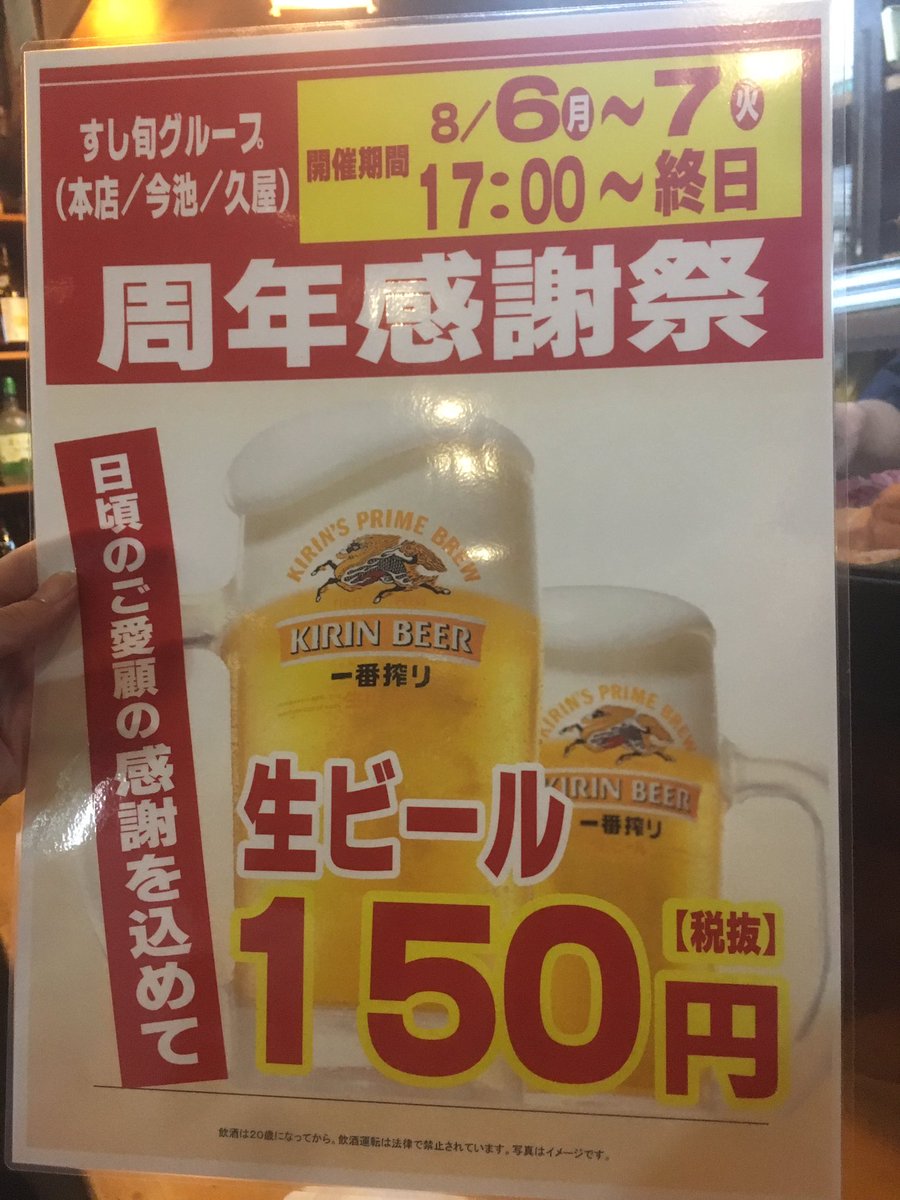 すし旬グループ
(本店／今池／久屋)
開催期間
8/6月～7火
17:00～終日
周年感謝祭
日頃のご愛顧の感謝を込めて
KIRIN'S PRIME BREW
KIRIN BEER
一番搾り
KIRIN'S PRIME BREW
KIRIN BEER
一番搾り
生ビール
150円
【税抜】
飲酒は20歳になってから。飲酒運転は法律で禁止されています。写真はイメージです。